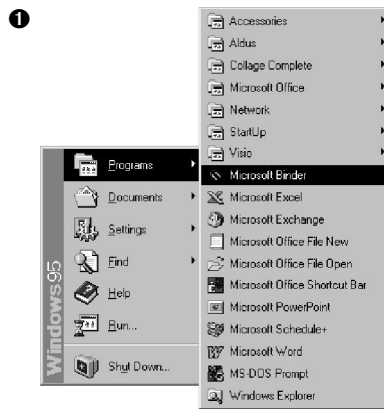 ❶
Accessories
Aldus
Collage Complete
Microsoft Office
Network
StartUp
Visio
Microsoft Binder
Microsoft Excel
Microsoft Exchange
Microsoft Office File New
Microsoft Office File Open
Microsoft Office Shortcut Bar
Microsoft PowerPoint
Microsoft Schedule+
Microsoft Word
MS-DOS Prompt
Windows Explorer
Programs
Documents
Settings
Find
Help
Run...
Shut Down...
Windows95